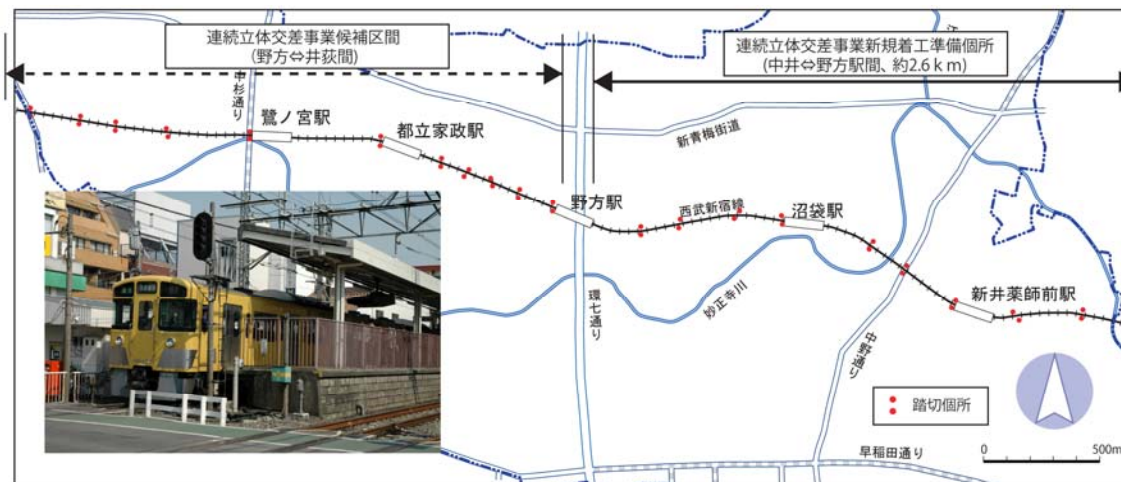 連続立体交差事業候補区間
(野方⇔井荻間)
連続立体交差事業新規着工準備個所
(中井⇔野方駅間、約2.6km)
中杉通り
鷺ノ宮駅
都立家政駅
野方駅
西武新宿線
沼袋駅
新井薬師前駅
新青梅街道
環七通り
妙正寺川
中野通り
早稲田通り
踏切個所
0
500m